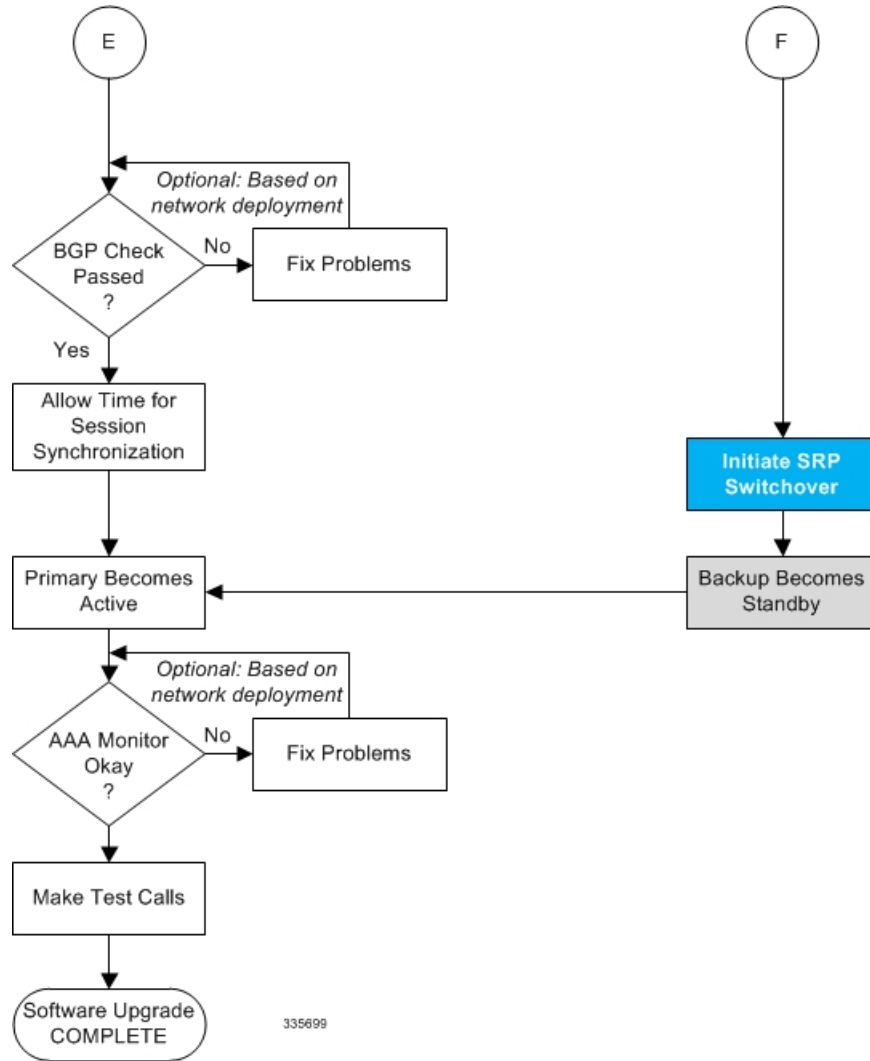 E
F
Optional: Based on
network deployment
BGP Check
Passed
?
No
Fix Problems
Yes
Allow Time for
Session
Synchronization
Initiate SRP
Switchover
Primary Becomes
Active
Backup Becomes
Standby
Optional: Based on
network deployment
AAA Monitor
Okay
?
No
Fix Problems
Make Test Calls
Software Upgrade
COMPLETE
335699